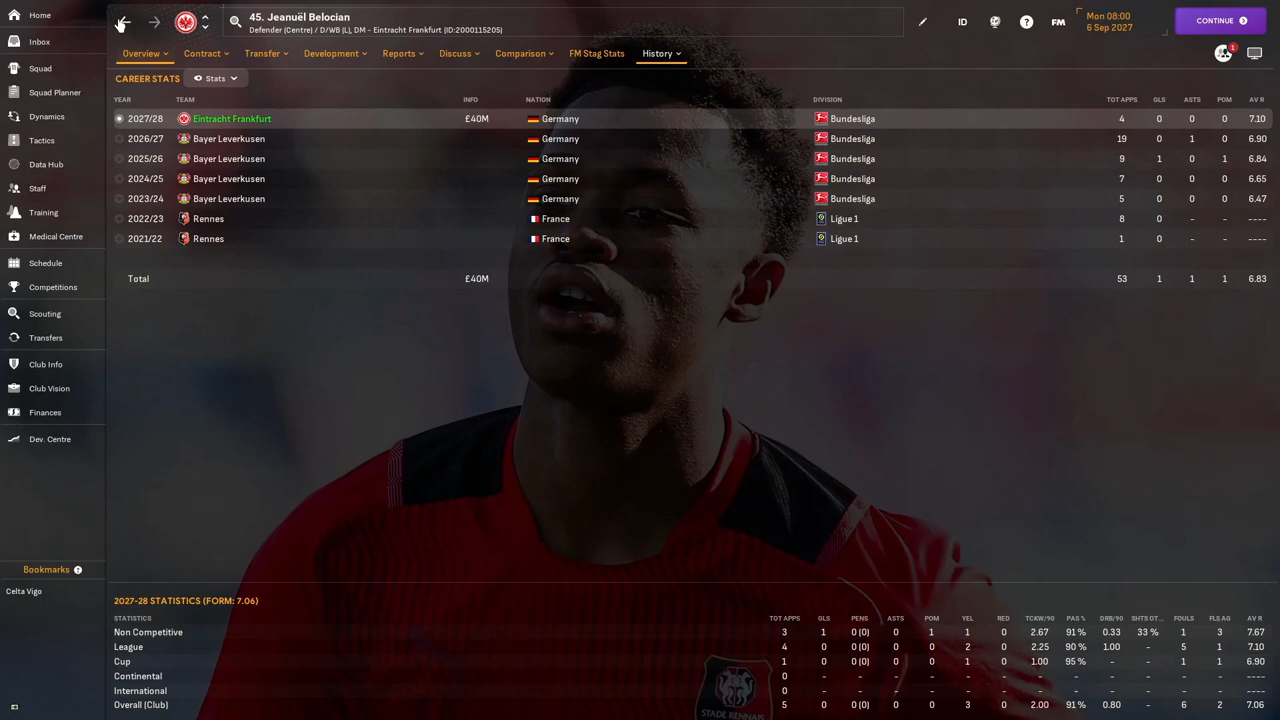 Home
Inbox
Squad
Squad Planner
Dynamics
Tactics
Data Hub
Staff
Training
Medical Centre
Schedule
Competitions
Scouting
Transfers
Club Info
Club Vision
Finances
Dev. Centre
Bookmarks ?
Celta Vigo
45. Jeanuël Belocian
Defender (Centre) / D/WB (L), DM - Eintracht Frankfurt (ID:2000115205)
ID ? FM
Mon 08:00
6 Sep 2027
CONTINUE
Overview Contract Transfer Development Reports Discuss Comparison FM Stag Stats History 1
CAREER STATS Stats
YEAR TEAM INFO NATION DIVISION TOT APPS GLS ASTS POM AV R
2027/28 Eintracht Frankfurt £40M Germany Bundesliga 4 0 0 0 7.10
2026/27 Bayer Leverkusen Germany Bundesliga 19 0 1 0 6.90
2025/26 Bayer Leverkusen Germany Bundesliga 9 1 0 1 6.84
2024/25 Bayer Leverkusen Germany Bundesliga 7 0 0 0 6.65
2023/24 Bayer Leverkusen Germany Bundesliga 5 0 0 0 6.47
2022/23 Rennes France Ligue 1 8 0 - - ----
2021/22 Rennes France Ligue 1 1 0 - - ----
Total £40M 53 1 1 1 6.83
2027-28 STATISTICS (FORM: 7.06)
STATISTICS TOT APPS GLS PENS ASTS POM YEL RED TCKW/90 PAS % DRB/90 SHTS OT... FOULS FLS AG AV R
Non Competitive 3 1 0 (0) 0 1 1 0 2.67 91 % 0.33 33 % 1 3 7.67
League 4 0 0 (0) 0 0 2 0 2.25 90 % 1.00 - 5 1 7.10
Cup 1 0 0 (0) 0 0 1 0 1.00 95 % - - 1 1 6.90
Continental 0 - - - - - - - - - - - - ----
International 0 - - - - - - - - - - - - ----
Overall (Club) 5 0 0 (0) 0 0 3 0 2.00 91 % 0.80 - 6 2 7.06
STADE RENNAIS